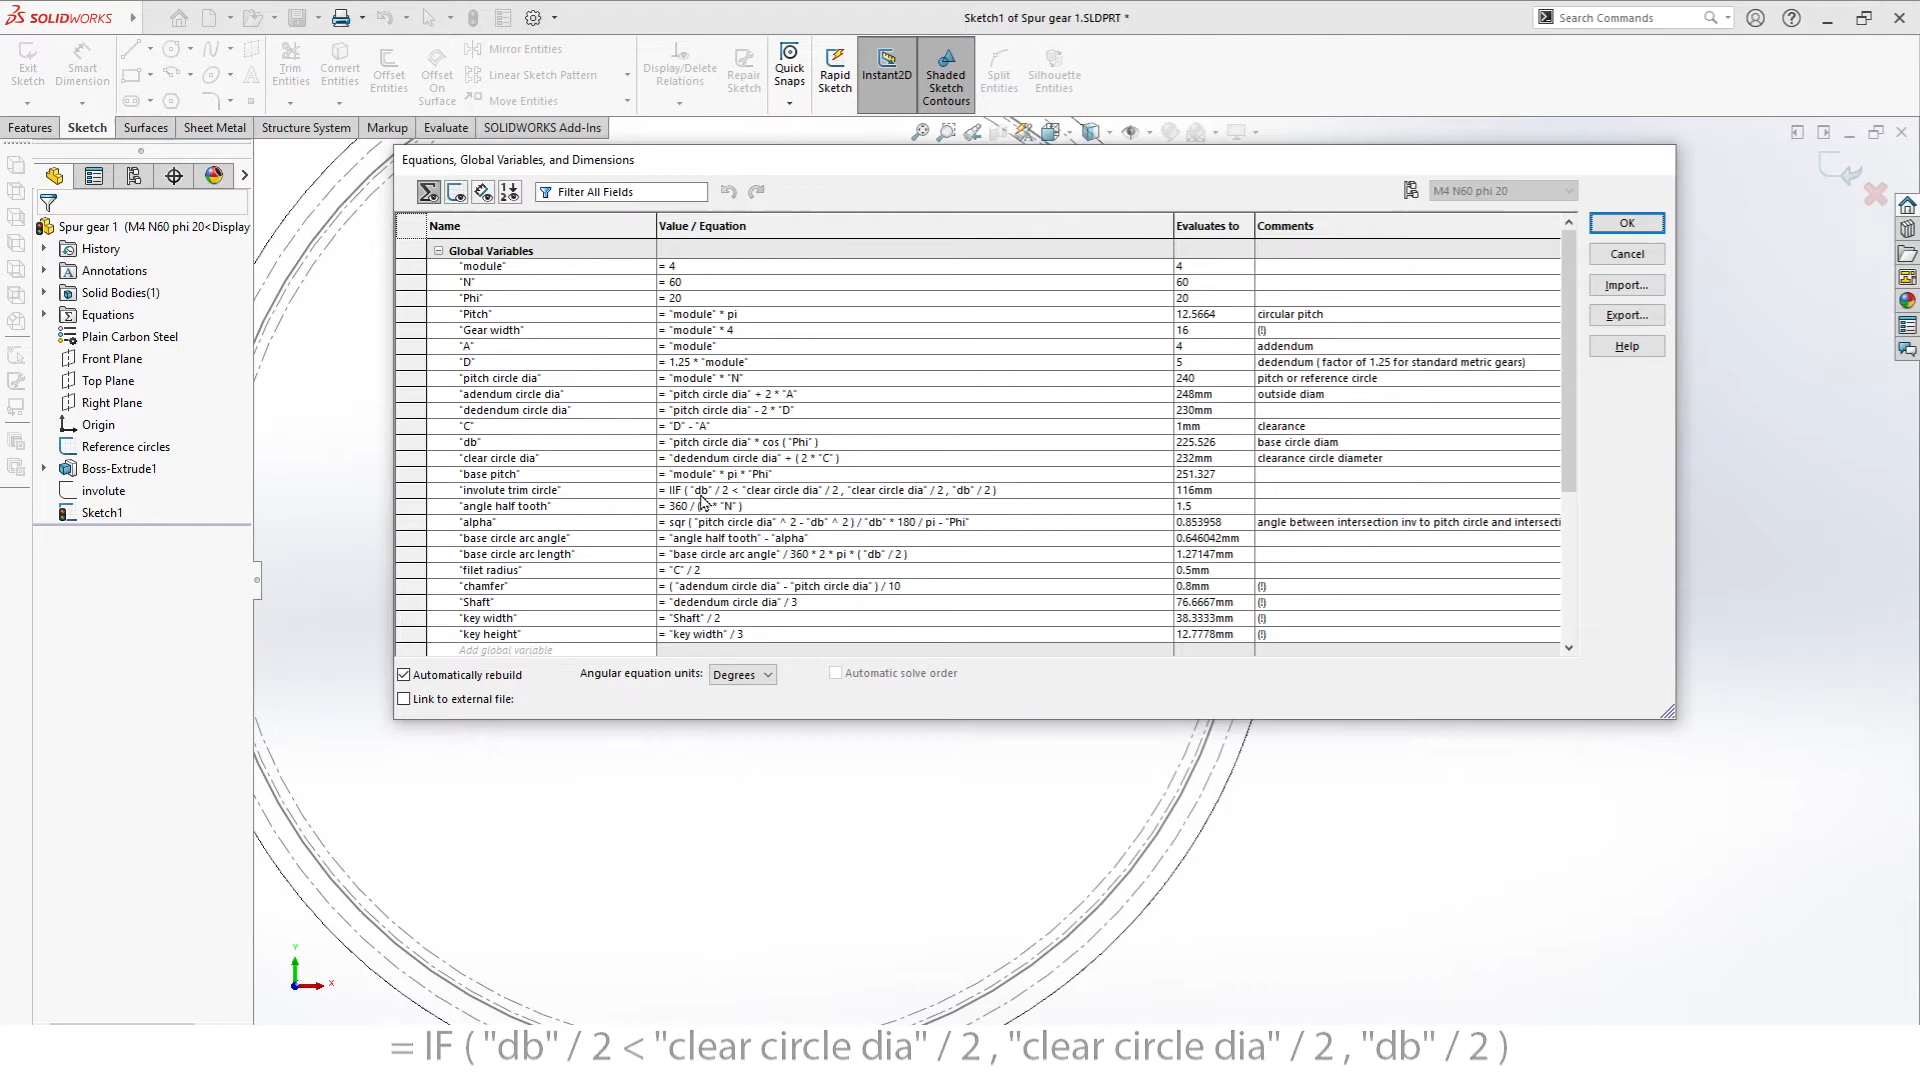 SOLIDWORKS
Sketch1 of Spur gear 1.SLDPRT *
Search Commands
Exit Sketch
Smart Dimension
Trim Entities
Convert Entities
Offset Entities
Offset On Surface
Mirror Entities
Linear Sketch Pattern
Move Entities
Display/Delete Relations
Repair Sketch
Quick Snaps
Rapid Sketch
Instant2D
Shaded Sketch Contours
Split Entities
Silhouette Entities
Features Sketch Surfaces Sheet Metal Structure System Markup Evaluate SOLIDWORKS Add-Ins
Spur gear 1 (M4 N60 phi 20<Display
History
Annotations
Solid Bodies(1)
Equations
Plain Carbon Steel
Front Plane
Top Plane
Right Plane
Origin
Reference circles
Boss-Extrude1
involute
Sketch1
Equations, Global Variables, and Dimensions
Filter All Fields
M4 N60 phi 20
Name Value / Equation Evaluates to Comments
Global Variables
"module" = 4 4
"N" = 60 60
"Phi" = 20 20
"Pitch" = "module" * pi 12.5664 circular pitch
"Gear width" = "module" * 4 16 (!)
"A" = "module" 4 addendum
"D" = 1.25 * "module" 5 dedendum ( factor of 1.25 for standard metric gears)
"pitch circle dia" = "module" * "N" 240 pitch or reference circle
"adendum circle dia" = "pitch circle dia" + 2 * "A" 248mm outside diam
"dedendum circle dia" = "pitch circle dia" - 2 * "D" 230mm
"C" = "D" - "A" 1mm clearance
"db" = "pitch circle dia" * cos ( "Phi" ) 225.526 base circle diam
"clear circle dia" = "dedendum circle dia" + ( 2 * "C" ) 232mm clearance circle diameter
"base pitch" = "module" * pi * "Phi" 251.327
"involute trim circle" = IIF ( "db" / 2 < "clear circle dia" / 2 , "clear circle dia" / 2 , "db" / 2 ) 116mm
"angle half tooth" = 360 / ( * "N" ) 1.5
"alpha" = sqr ( "pitch circle dia" ^ 2 - "db" ^ 2 ) / "db" * 180 / pi - "Phi" 0.853958 angle between intersection inv to pitch circle and intersecti
"base circle arc angle" = "angle half tooth" - "alpha" 0.646042mm
"base circle arc length" = "base circle arc angle" / 360 * 2 * pi * ( "db" / 2 ) 1.27147mm
"filet radius" = "C" / 2 0.5mm
"chamfer" = ( "adendum circle dia" - "pitch circle dia" ) / 10 0.8mm (!)
"Shaft" = "dedendum circle dia" / 3 76.6667mm (!)
"key width" = "Shaft" / 2 38.3333mm (!)
"key height" = "key width" / 3 12.7778mm (!)
Add global variable
OK
Cancel
Import...
Export...
Help
Automatically rebuild Angular equation units: Degrees Automatic solve order
Link to external file:
Y
X
= IF ( "db" / 2 < "clear circle dia" / 2 , "clear circle dia" / 2 , "db" / 2 )